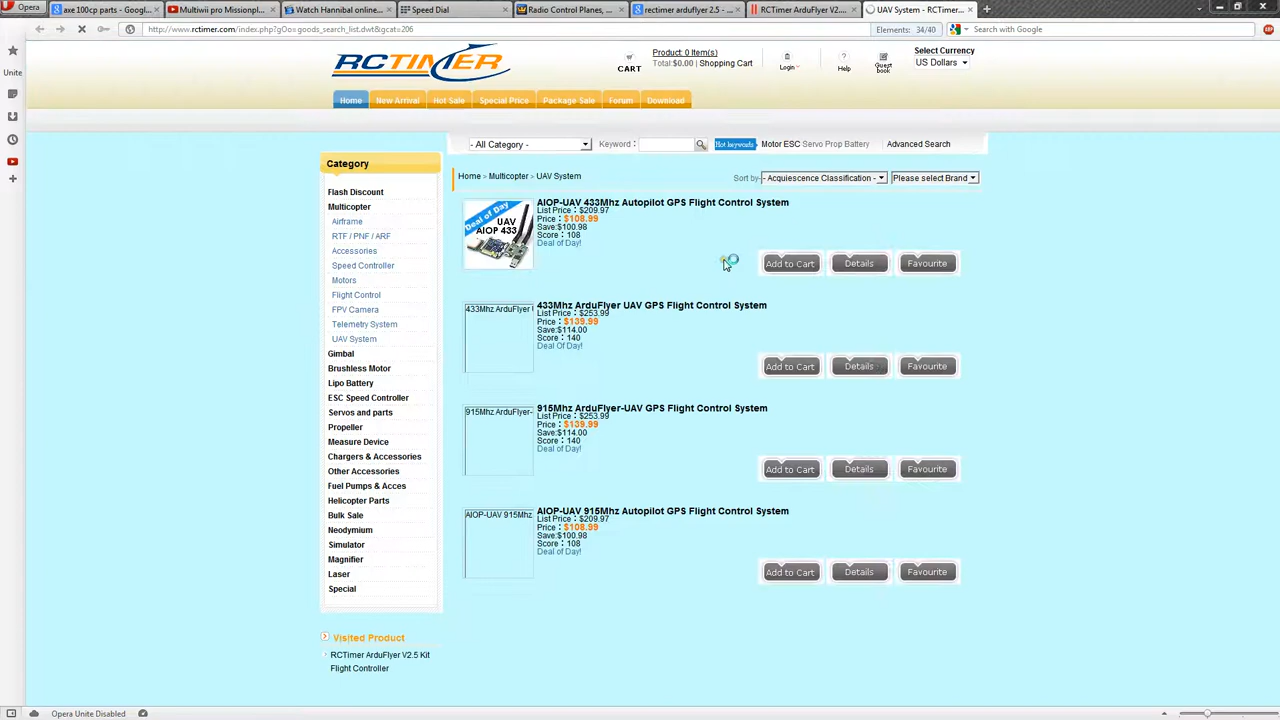 Opera
axe 100cp parts - Googl...
Multiwii pro Missionpl...
Watch Hannibal online...
Speed Dial
Radio Control Planes, ...
rectimer arduflyer 2.5 - ...
RCTimer ArduFlyer V2....
UAV System - RCTimer...
http://www.rctimer.com/index.php?gOo=goods_search_list.dwt&gcat=206
Elements: 34/40
Search with Google
Unite
RCTIMER
CART
Product: 0 Item(s)
Total:$0.00 | Shopping Cart
Login
Help
Guest book
Select Currency
US Dollars
Home
New Arrival
Hot Sale
Special Price
Package Sale
Forum
Download
- All Category -
Keyword :
Hot keywords
Motor ESC Servo Prop Battery
Advanced Search
Category
Flash Discount
Multicopter
Airframe
RTF / PNF / ARF
Accessories
Speed Controller
Motors
Flight Control
FPV Camera
Telemetry System
UAV System
Gimbal
Brushless Motor
Lipo Battery
ESC Speed Controller
Servos and parts
Propeller
Measure Device
Chargers & Accessories
Other Accessories
Fuel Pumps & Acces
Helicopter Parts
Bulk Sale
Neodymium
Simulator
Magnifier
Laser
Special
Visited Product
RCTimer ArduFlyer V2.5 Kit
Flight Controller
Home > Multicopter > UAV System
Sort by
- Acquiescence Classification -
Please select Brand
Deal of Day
UAV
AIOP 433
AIOP-UAV 433Mhz Autopilot GPS Flight Control System
List Price : $209.97
Price : $108.99
Save:$100.98
Score : 108
Deal of Day!
Add to Cart
Details
Favourite
433Mhz ArduFlyer
433Mhz ArduFlyer UAV GPS Flight Control System
List Price : $253.99
Price : $139.99
Save:$114.00
Score : 140
Deal Of Day!
Add to Cart
Details
Favourite
915Mhz ArduFlyer-
915Mhz ArduFlyer-UAV GPS Flight Control System
List Price : $253.99
Price : $139.99
Save:$114.00
Score : 140
Deal of Day!
Add to Cart
Details
Favourite
AIOP-UAV 915Mhz
AIOP-UAV 915Mhz Autopilot GPS Flight Control System
List Price : $209.97
Price : $108.99
Save:$100.98
Score : 108
Deal of Day!
Add to Cart
Details
Favourite
Opera Unite Disabled